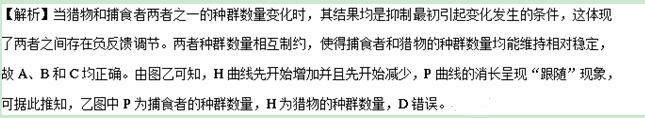 【解析】当猎物和捕食者两者之一的种群数量变化时，其结果均是抑制最初引起变化发生的条件，这体现
了两者之间存在负反馈调节。两者种群数量相互制约，使得捕食者和猎物的种群数量均能维持相对稳定，
故 A、B 和 C 均正确。由图乙可知，H 曲线先开始增加并且先开始减少，P 曲线的消长呈现“跟随”现象，
可据此推知，乙图中 P 为捕食者的种群数量，H 为猎物的种群数量，D 错误。